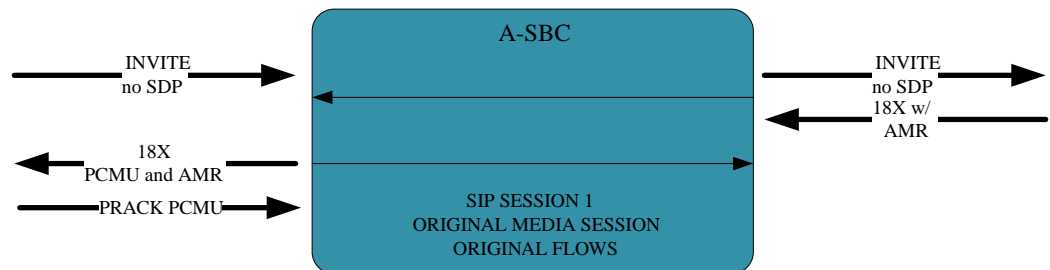 A-SBC
INVITE
no SDP
INVITE
no SDP
18X w/
AMR
18X
PCMU and AMR
PRACK PCMU
SIP SESSION 1
ORIGINAL MEDIA SESSION
ORIGINAL FLOWS